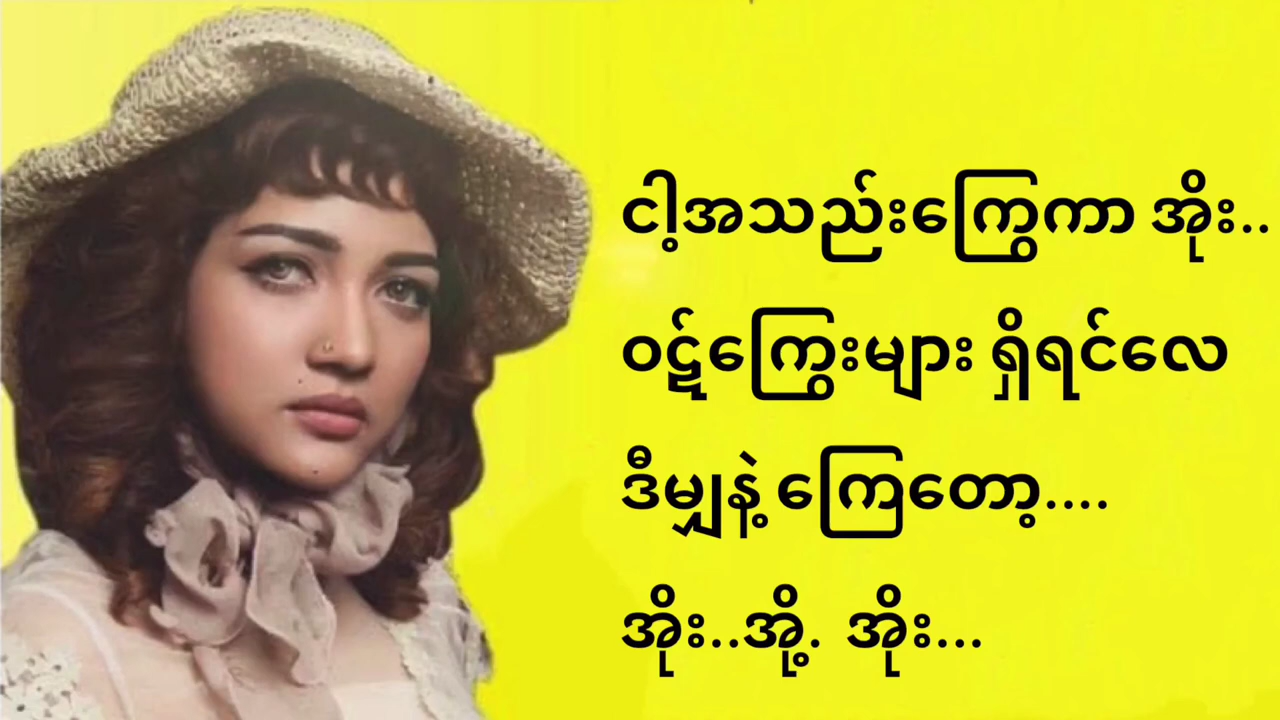 ငါ့အသည်းကြွေကာ အိုး..
ဝဋ်ကြွေးများ ရှိရင်လေ
ဒီမျှနဲ့ ကြေတော့....
အိုး..အို့. အိုး...